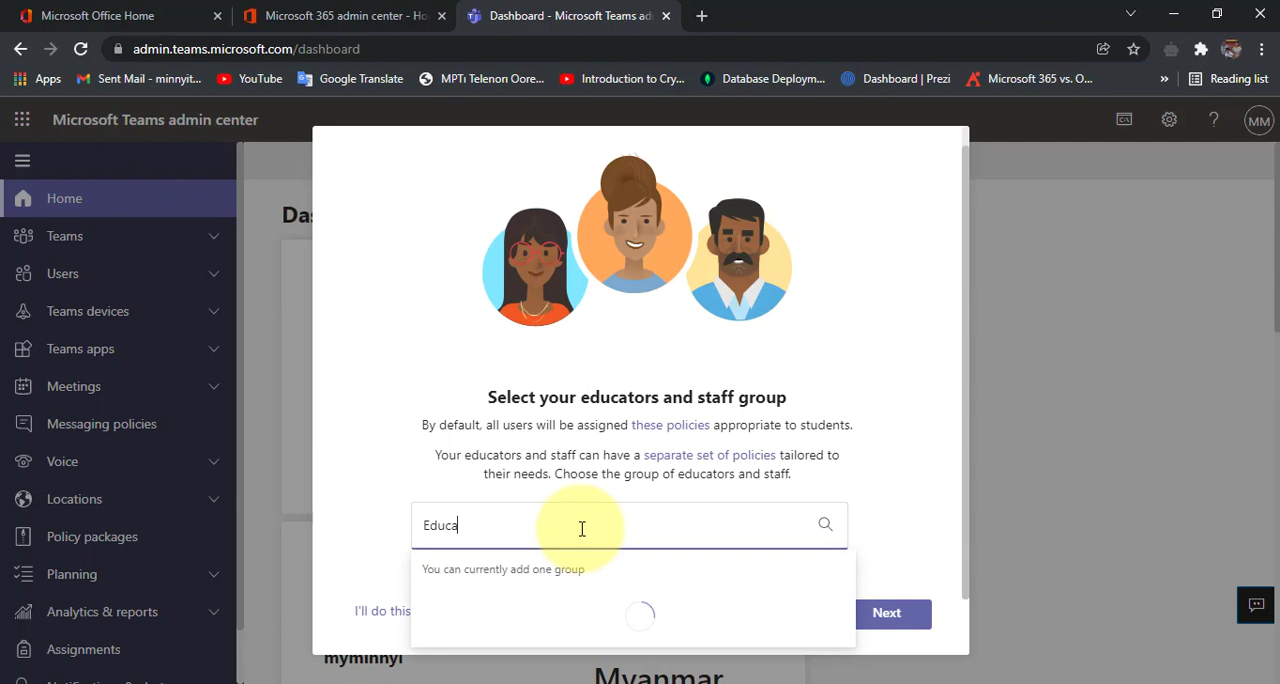 Microsoft Office Home
Microsoft 365 admin center - Ho
Dashboard - Microsoft Teams ad
admin.teams.microsoft.com/dashboard
Apps
Sent Mail - minnyit...
YouTube
Google Translate
MPTi Telenon Oore...
Introduction to Cry...
Database Deploym...
Dashboard | Prezi
Microsoft 365 vs. O...
»
Reading list
Microsoft Teams admin center
MM
Home
Teams
Users
Teams devices
Teams apps
Meetings
Messaging policies
Voice
Locations
Policy packages
Planning
Analytics & reports
Assignments
Das
Select your educators and staff group
By default, all users will be assigned these policies appropriate to students.
Your educators and staff can have a separate set of policies tailored to
their needs. Choose the group of educators and staff.
Educa
You can currently add one group
I'll do this
Next
myminnyi
Myanmar